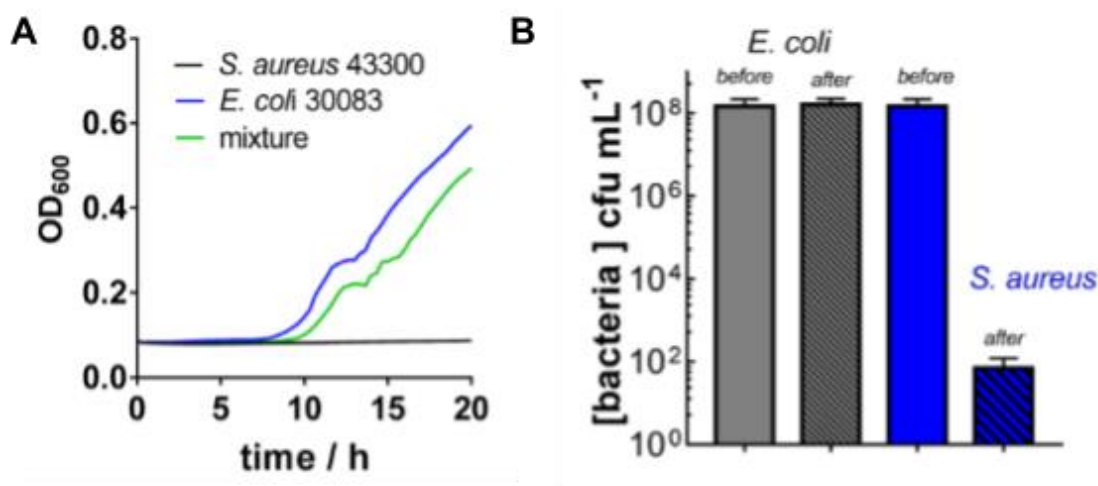 A
OD600
0.8
0.6
0.4
0.2
0.0
S. aureus 43300
E. coli 30083
mixture
0 5 10 15 20
time / h
B
[bacteria ] cfu mL-1
10^8
10^6
10^4
10^2
10^0
E. coli
before after before
S. aureus
after